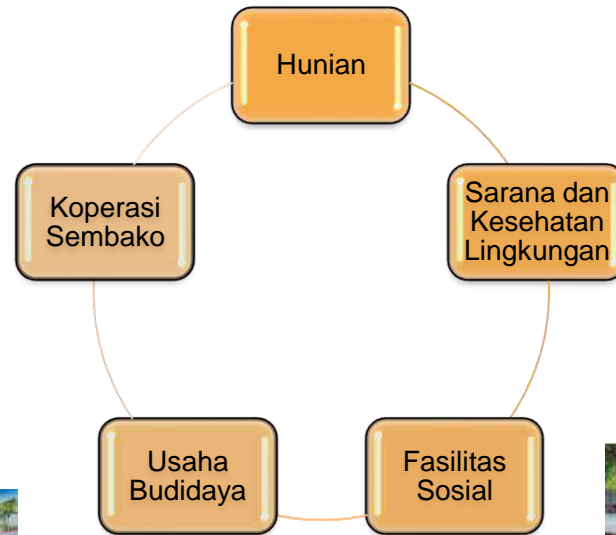 Hunian
Sarana dan
Kesehatan
Lingkungan
Fasilitas
Sosial
Usaha
Budidaya
Koperasi
Sembako